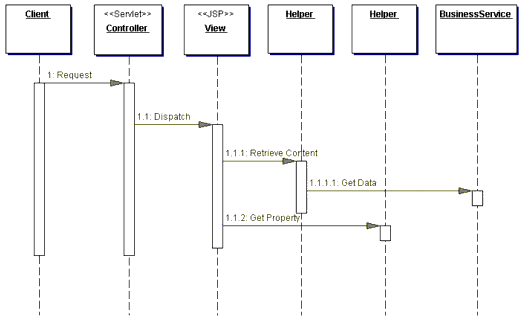 Client
<<Servlet>>
Controller
<<JSP>>
View
Helper
Helper
BusinessService
1: Request
1.1: Dispatch
1.1.1: Retrieve Content
1.1.1.1: Get Data
1.1.2: Get Property